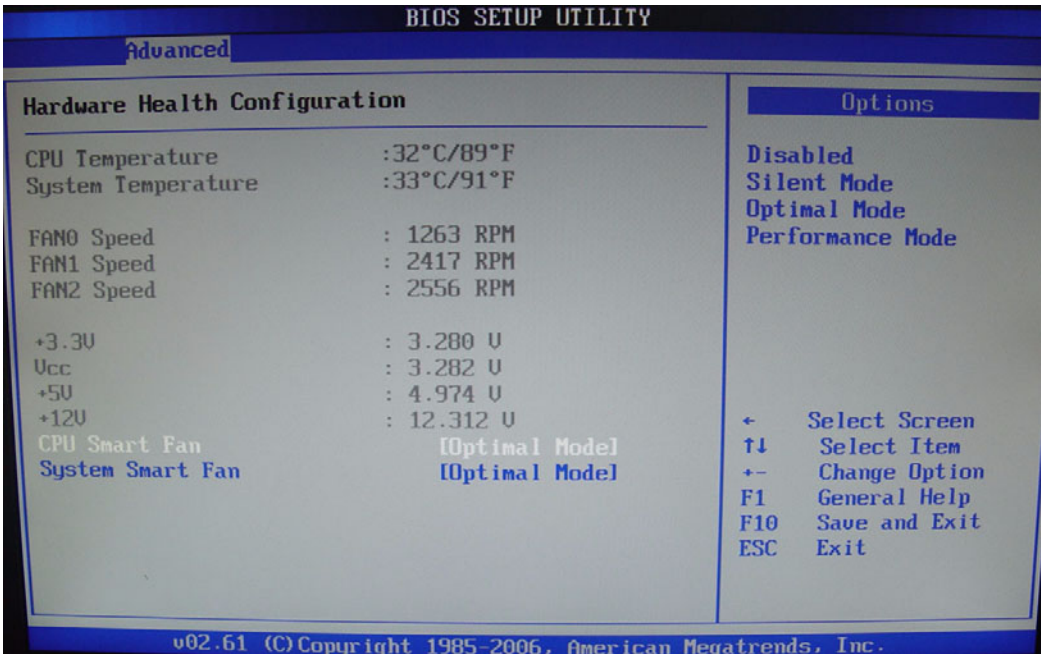 BIOS SETUP UTILITY
Advanced
Hardware Health Configuration
CPU Temperature :32°C/89°F
System Temperature :33°C/91°F
FAN0 Speed : 1263 RPM
FAN1 Speed : 2417 RPM
FAN2 Speed : 2556 RPM
+3.3V : 3.280 V
Vcc : 3.282 V
+5V : 4.974 V
+12V : 12.312 V
CPU Smart Fan [Optimal Mode]
System Smart Fan [Optimal Mode]
Options
Disabled
Silent Mode
Optimal Mode
Performance Mode
← Select Screen
↑↓ Select Item
+- Change Option
F1 General Help
F10 Save and Exit
ESC Exit
v02.61 (C)Copyright 1985-2006, American Megatrends, Inc.